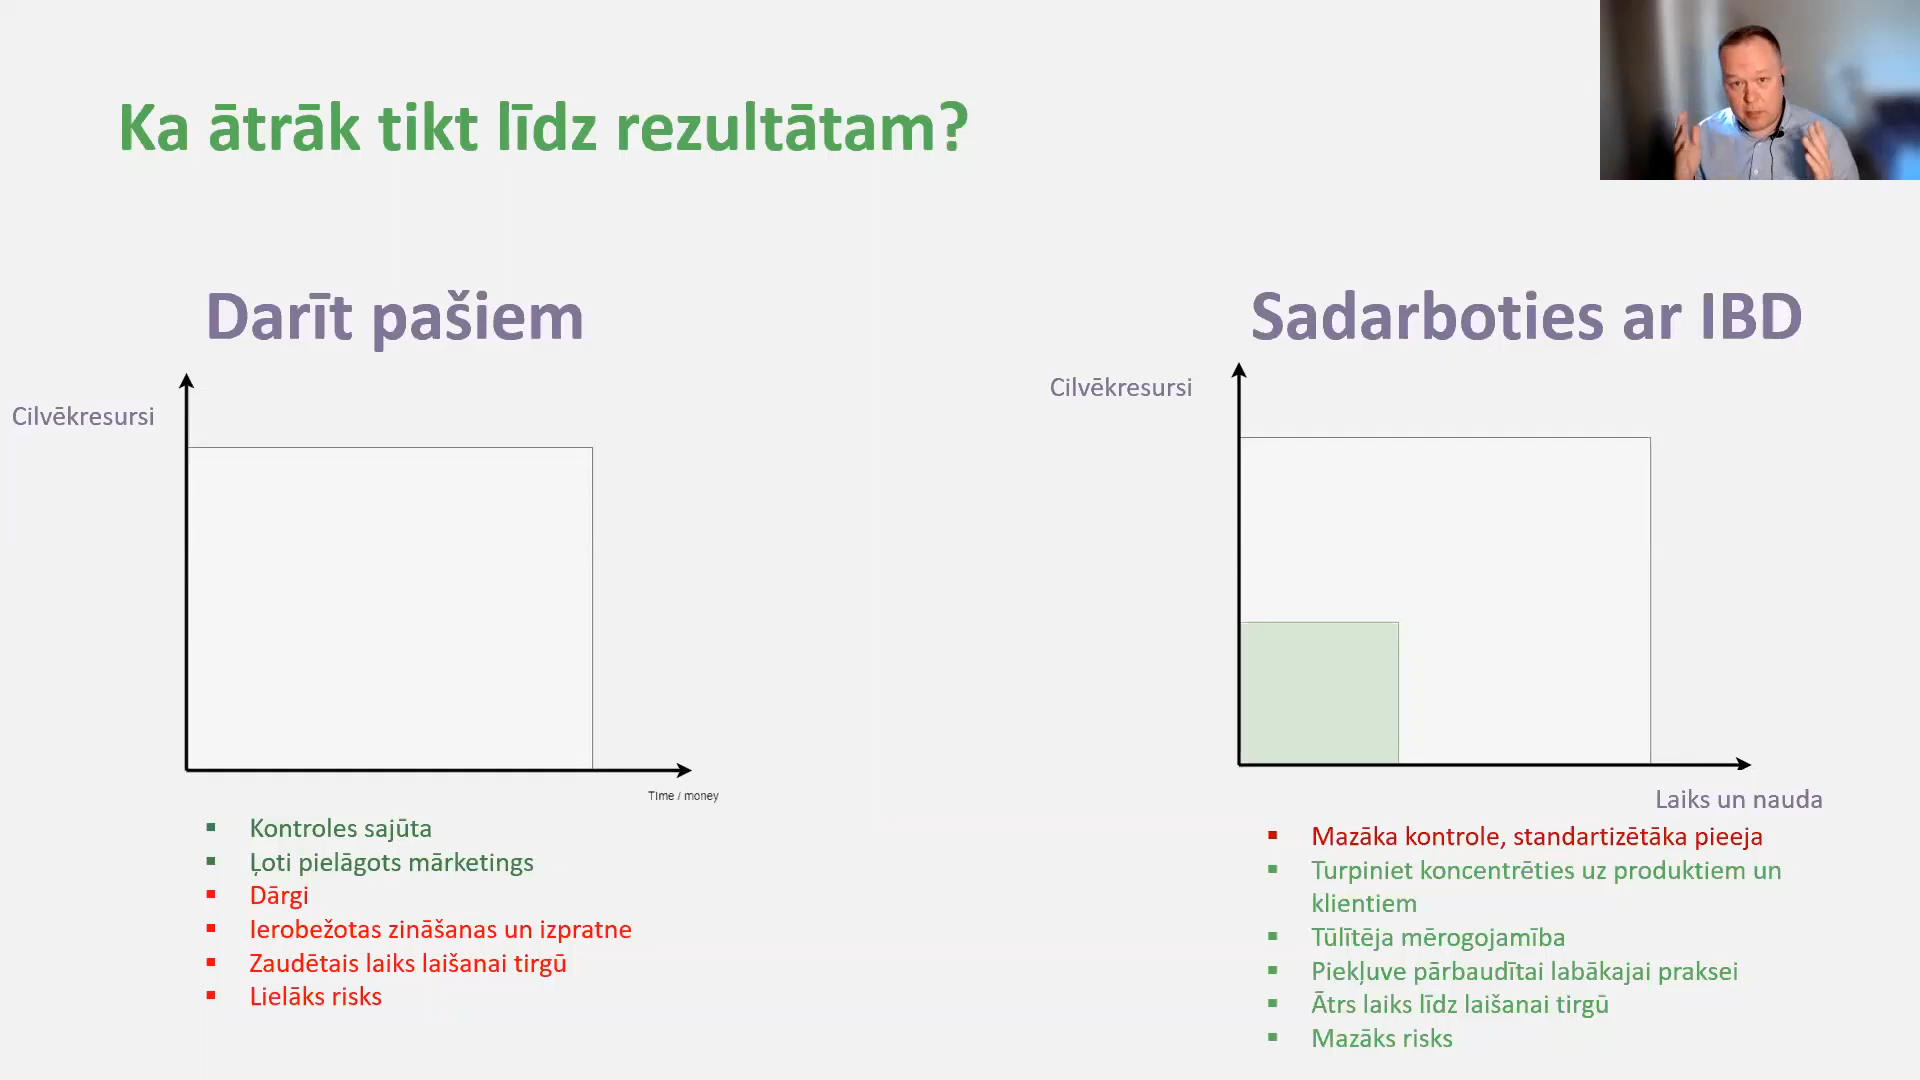 Ka ātrāk tikt līdz rezultātam?
Darīt pašiem
Cilvēkresursi
Time / money
Kontroles sajūta
Ļoti pielāgots mārketings
Dārgi
Ierobežotas zināšanas un izpratne
Zaudētais laiks laišanai tirgū
Lielāks risks
Sadarboties ar IBD
Cilvēkresursi
Laiks un nauda
Mazāka kontrole, standartizētāka pieeja
Turpiniet koncentrēties uz produktiem un
klientiem
Tūlītēja mērogojamība
Piekļuve pārbaudītai labākajai praksei
Ātrs laiks līdz laišanai tirgū
Mazāks risks